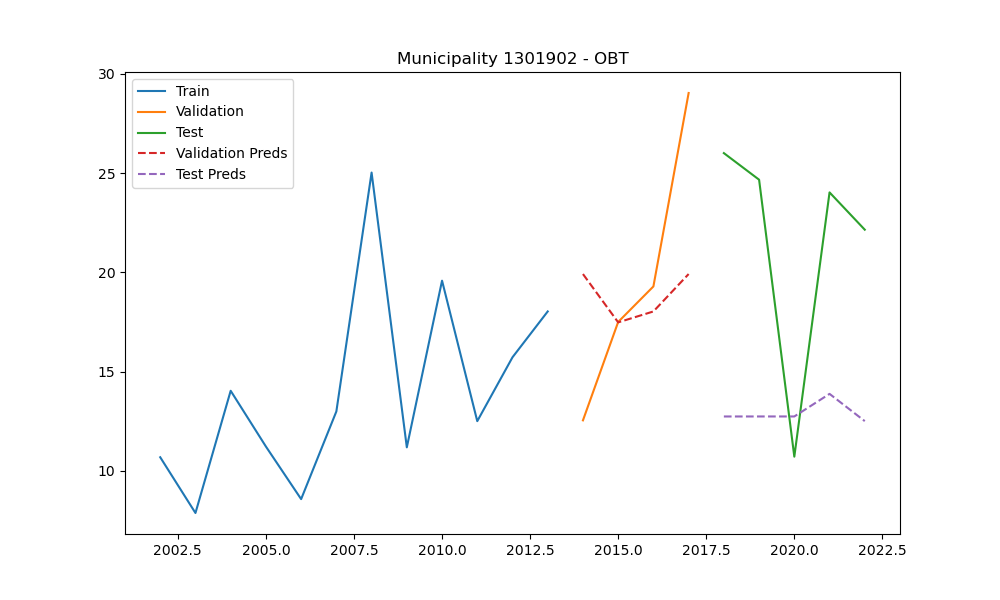 Municipality 1301902 - OBT
30
25
20
15
10
Train
Validation
Test
Validation Preds
Test Preds
2002.5 2005.0 2007.5 2010.0 2012.5 2015.0 2017.5 2020.0 2022.5